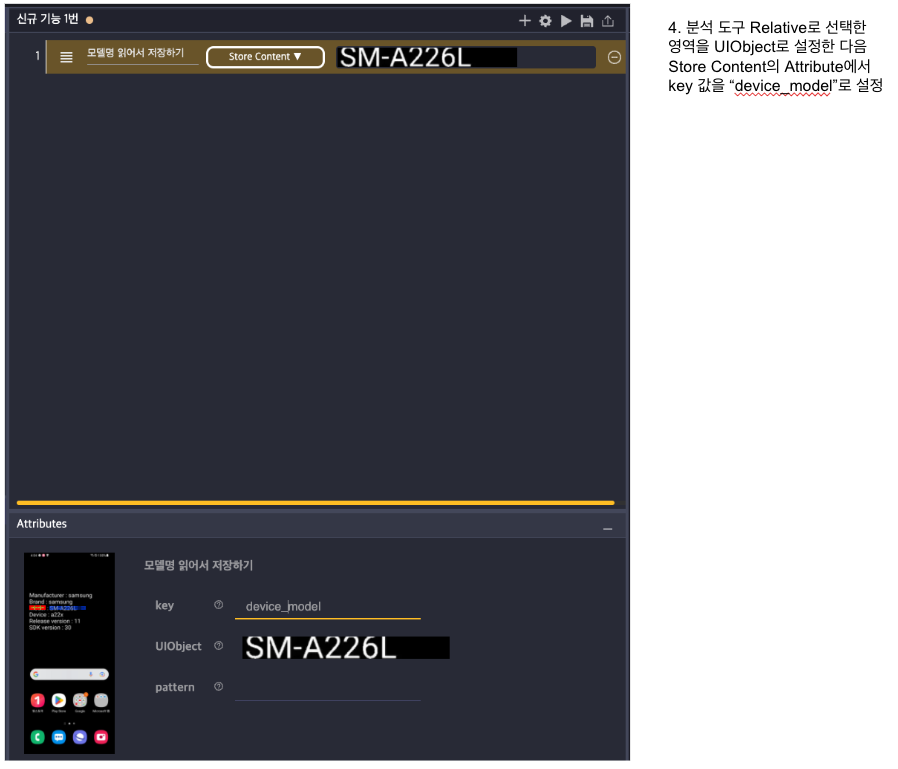 신규 기능 1번
1
모델명 읽어서 저장하기
Store Content ▼
SM-A226L
4. 분석 도구 Relative로 선택한
영역을 UIObject로 설정한 다음
Store Content의 Attribute에서
key 값을 “device_model”로 설정
Attributes
Manufacturer : samsung
Brand : samsung
SM-A226L
Device : a22x
Release version : 11
SDK version : 30
Play Store
Google
모델명 읽어서 저장하기
key
device_model
UIObject
SM-A226L
pattern